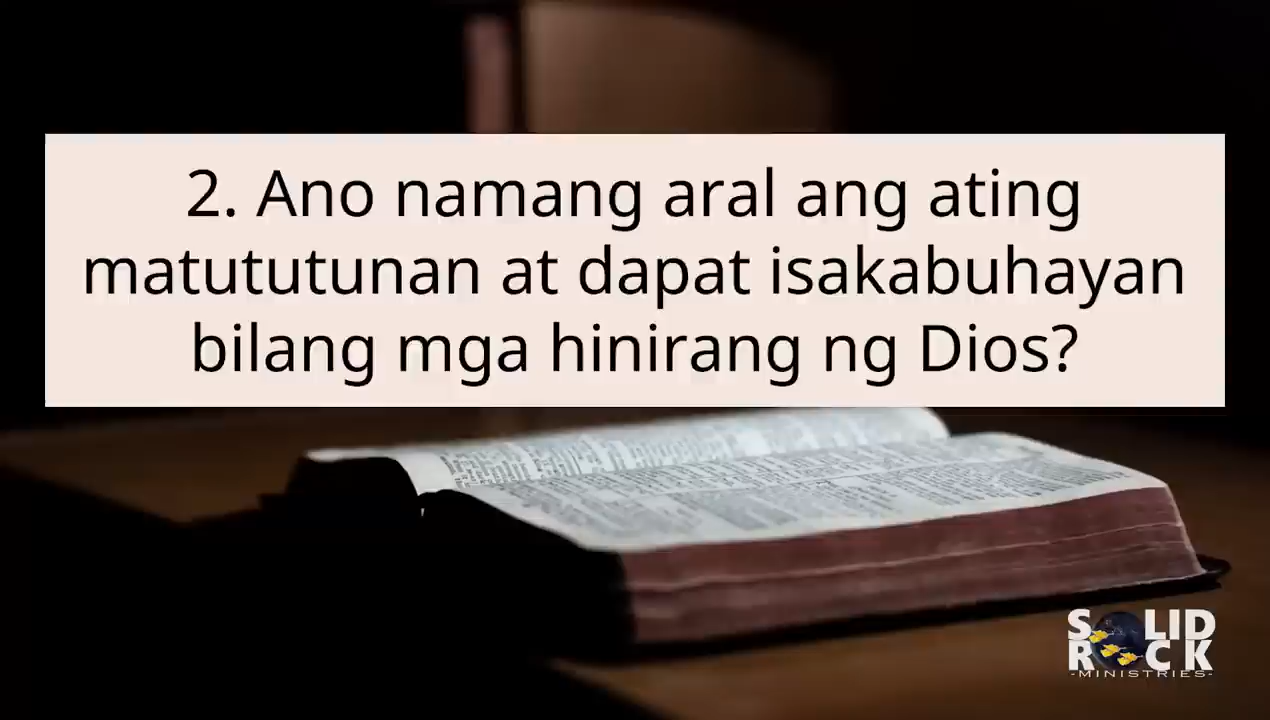 2. Ano namang aral ang ating
matututunan at dapat isakabuhayan
bilang mga hinirang ng Dios?
SOLID
ROCK
-MINISTRIES-